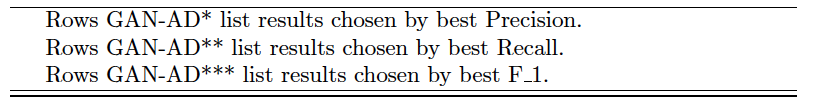 Rows GAN-AD* list results chosen by best Precision.
Rows GAN-AD** list results chosen by best Recall.
Rows GAN-AD*** list results chosen by best F_1.